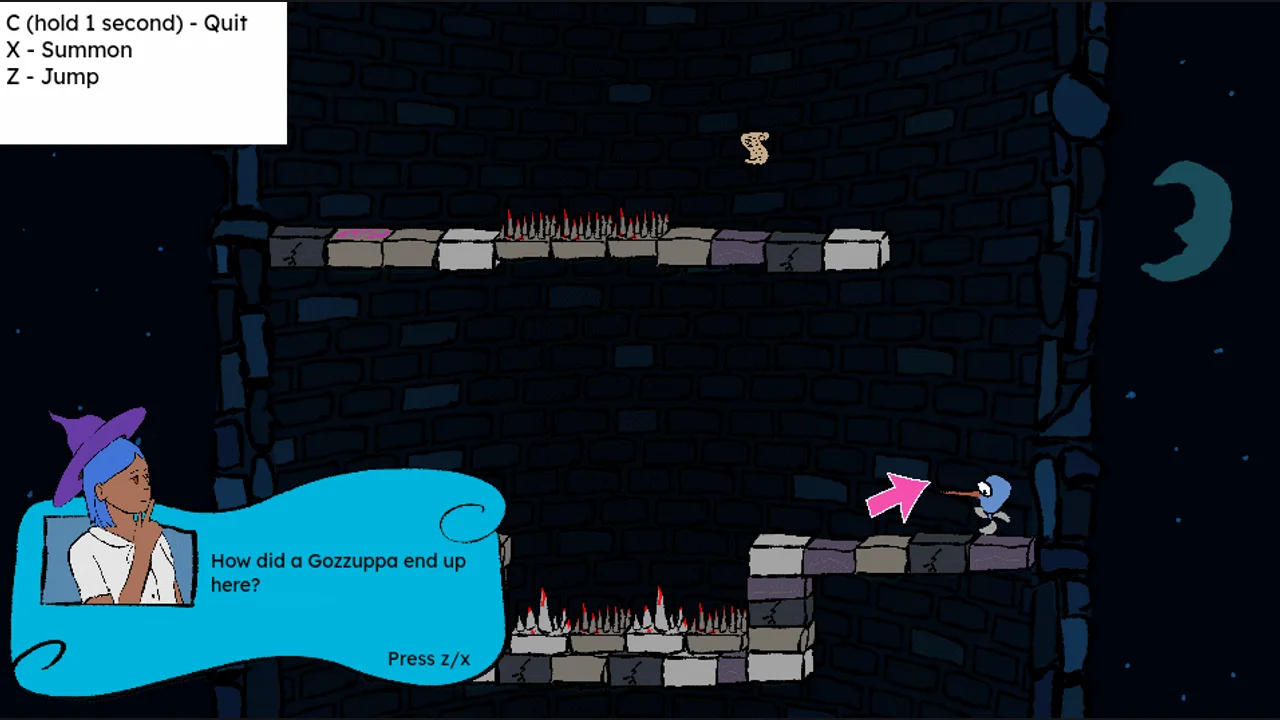 C (hold 1 second) - Quit
X - Summon
Z - Jump
How did a Gozzuppa end up
here?
Press z/x